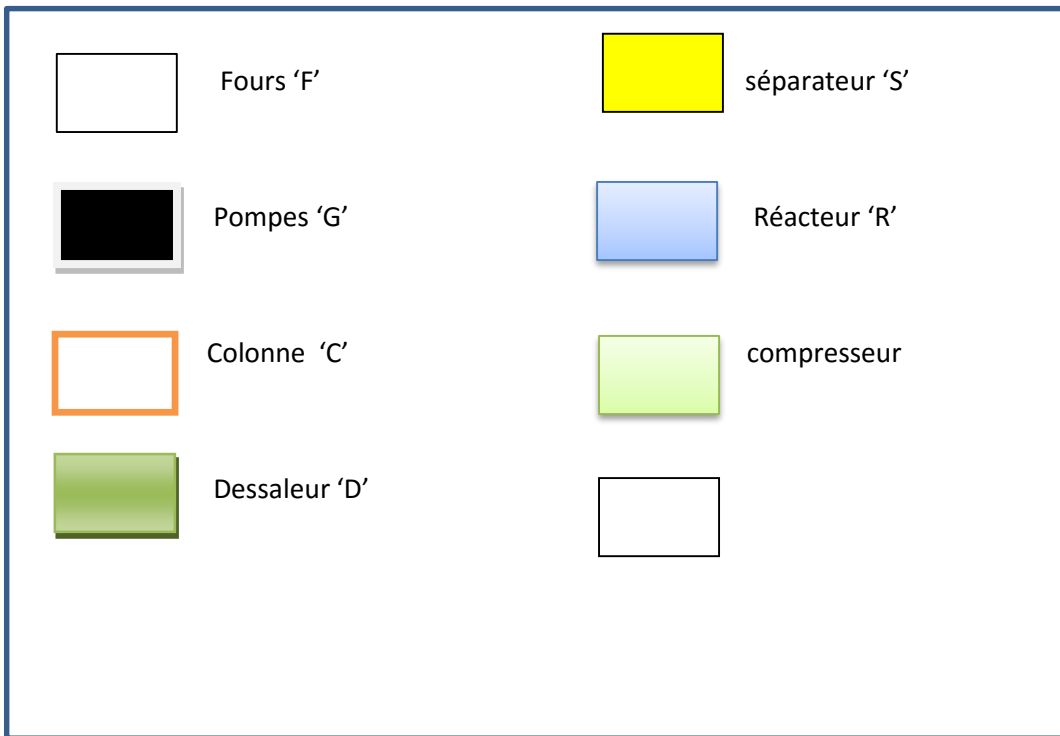 Fours ‘F’
séparateur ‘S’
Pompes ‘G’
Réacteur ‘R’
Colonne ‘C’
compresseur
Dessaleur ‘D’